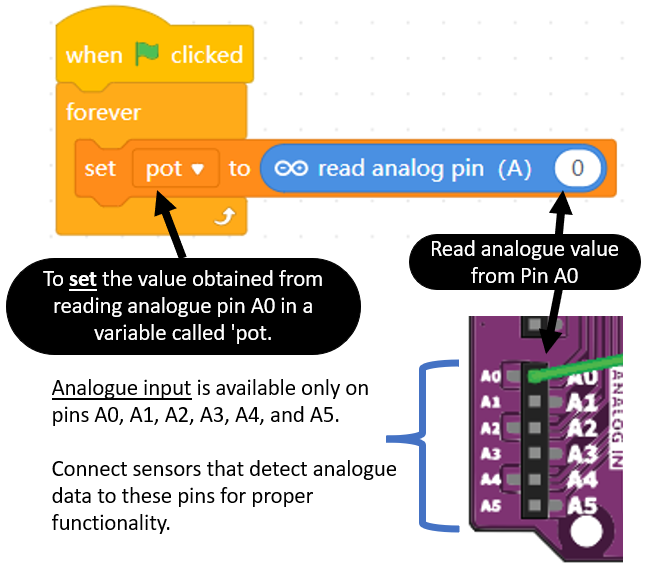 when clicked
forever
set pot to read analog pin (A) 0
Read analogue value
from Pin A0
To set the value obtained from
reading analogue pin A0 in a
variable called 'pot.
Analogue input is available only on
pins A0, A1, A2, A3, A4, and A5.
Connect sensors that detect analogue
data to these pins for proper
functionality.
A0 A0
A1 A1
A2 A2
A3 A3
A4 A4
A5 A5
ANALOG IN